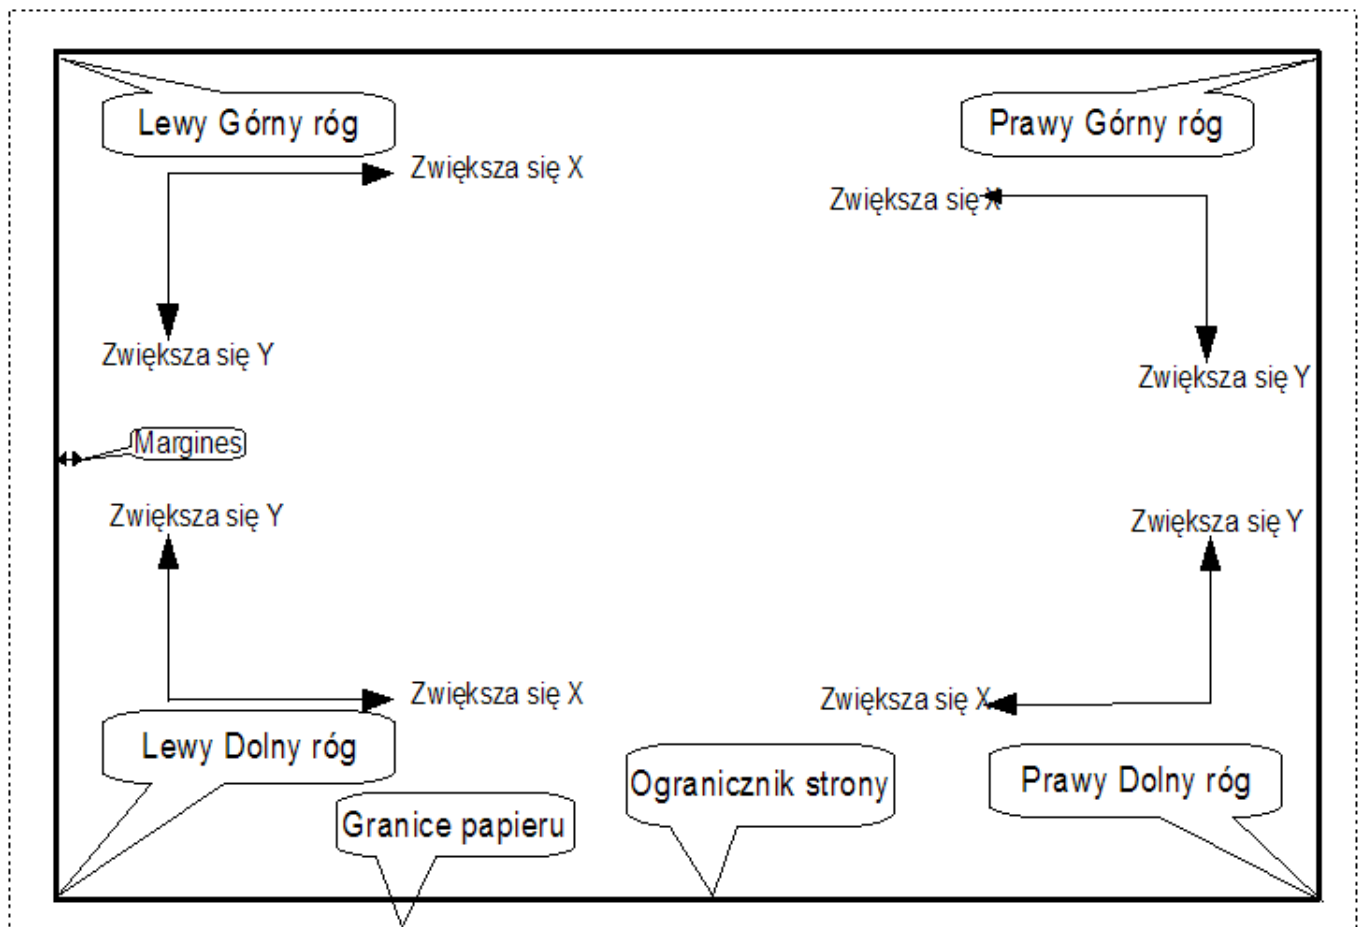 Lewy Górny róg
Prawy Górny róg
Zwiększa się X
Zwiększa się X
Zwiększa się Y
Zwiększa się Y
Margines
Zwiększa się Y
Zwiększa się Y
Zwiększa się X
Zwiększa się X
Lewy Dolny róg
Ogranicznik strony
Prawy Dolny róg
Granice papieru